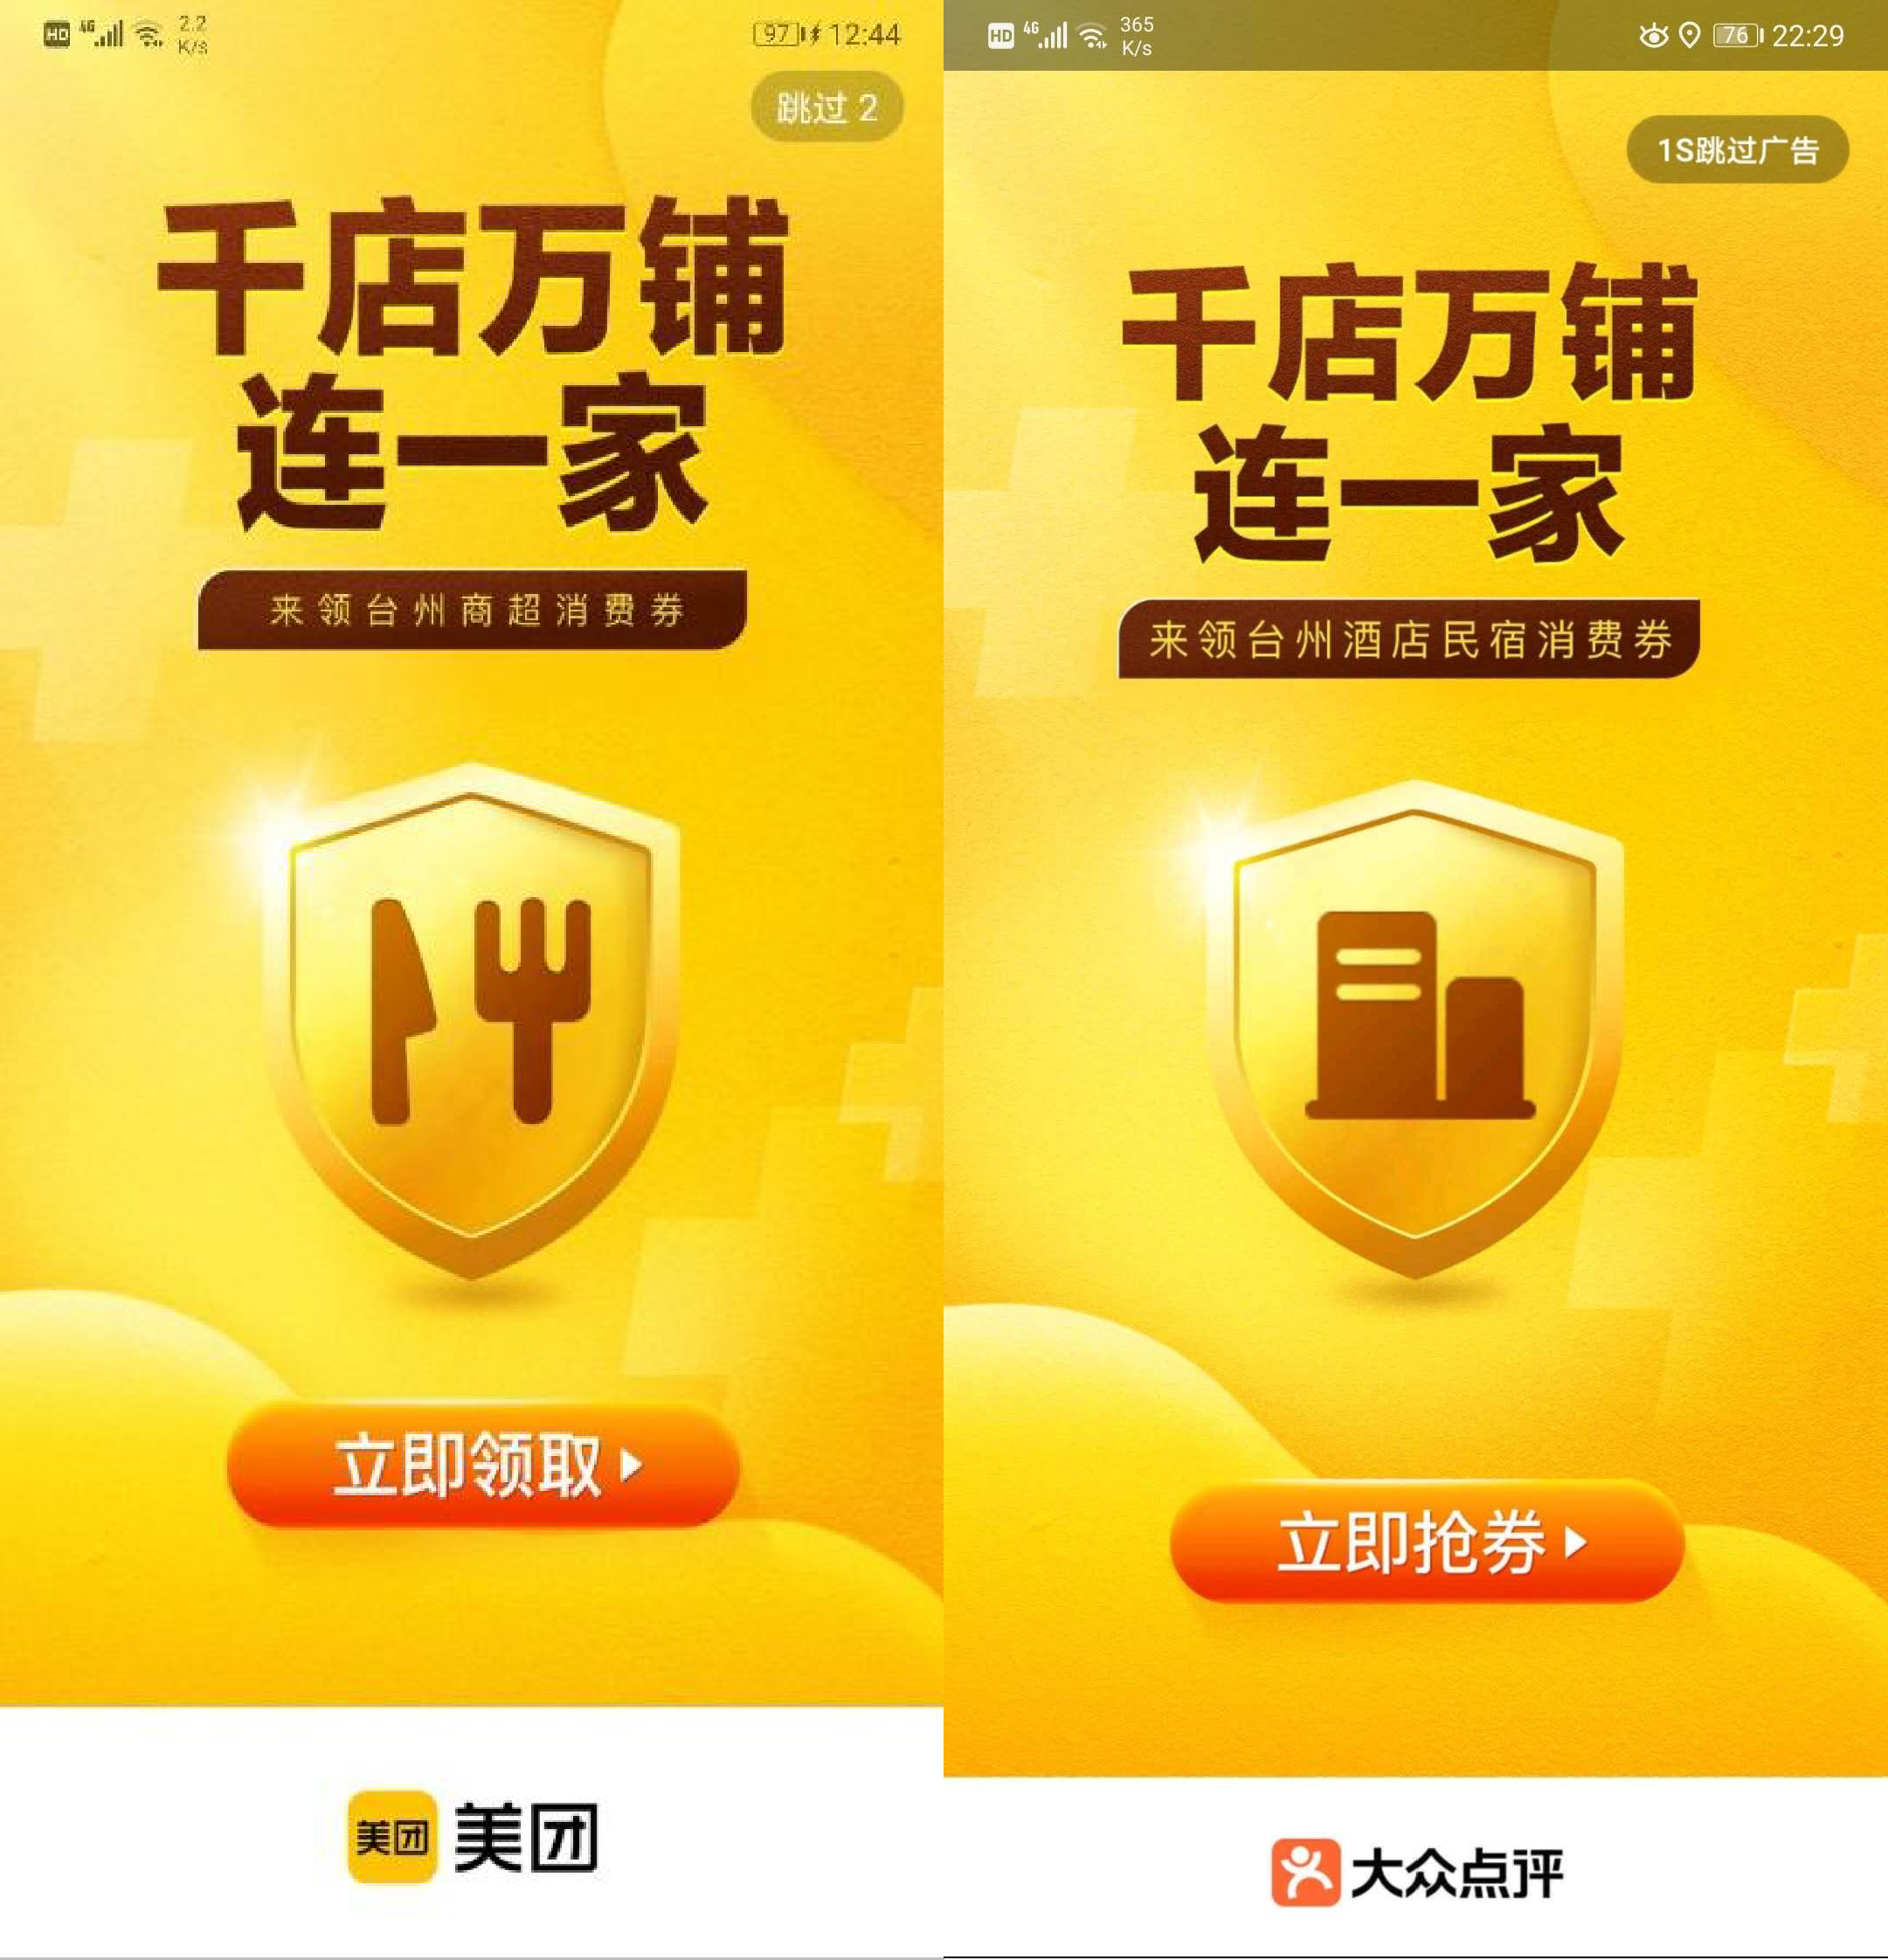 HD 4G 2.2 K/s 97 12:44
跳过 2
千店万铺
连一家
来领台州商超消费券
立即领取
美团 美团
HD 4G 365 K/s 76 22:29
1S跳过广告
千店万铺
连一家
来领台州酒店民宿消费券
立即抢券
大众点评